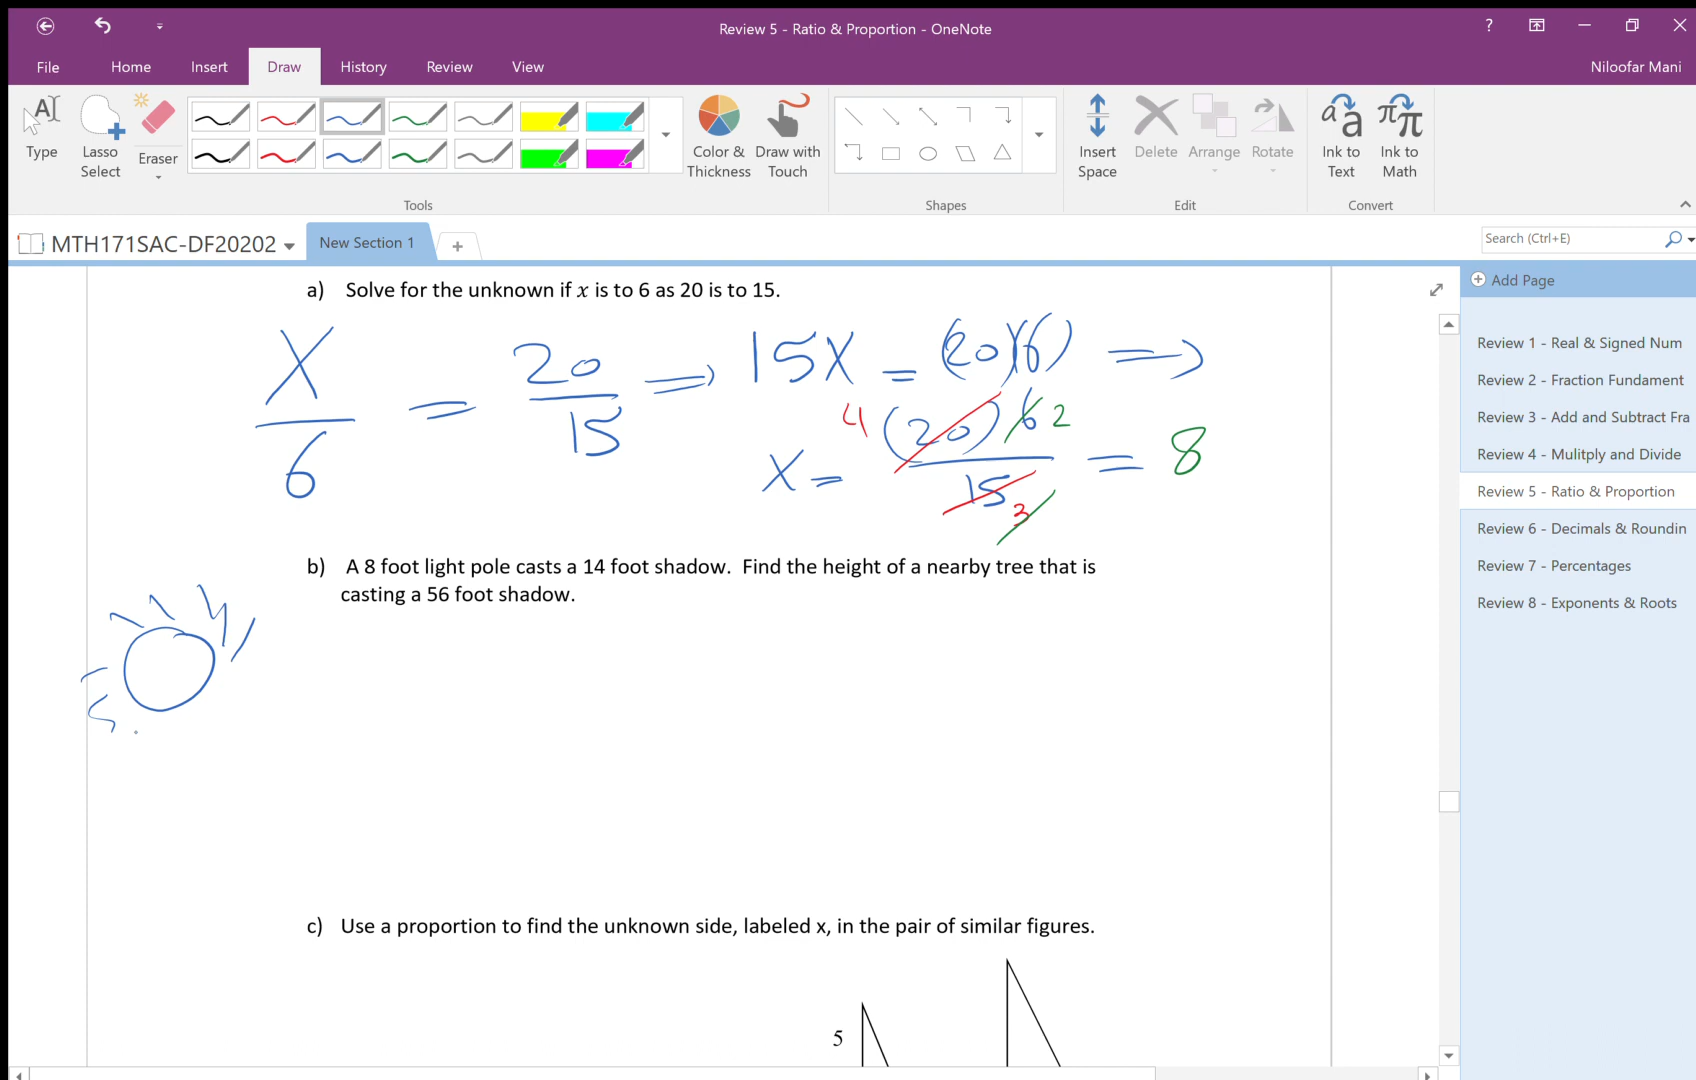 Review 5 - Ratio & Proportion - OneNote
?
File Home Insert Draw History Review View Niloofar Mani
Type
Lasso Select
Eraser
Color & Thickness
Draw with Touch
Insert Space
Delete
Arrange
Rotate
Ink to Text
Ink to Math
Tools Shapes Edit Convert
MTH171SAC-DF20202 New Section 1 + Search (Ctrl+E)
Add Page
Review 1 - Real & Signed Num
Review 2 - Fraction Fundament
Review 3 - Add and Subtract Fra
Review 4 - Mulitply and Divide
Review 5 - Ratio & Proportion
Review 6 - Decimals & Roundin
Review 7 - Percentages
Review 8 - Exponents & Roots
a) Solve for the unknown if x is to 6 as 20 is to 15.
X/6 = 20/15 ⇒ 15X = (20)(6) ⇒
X = (20)6/15 = 8
4 2
3
b) A 8 foot light pole casts a 14 foot shadow. Find the height of a nearby tree that is
casting a 56 foot shadow.
c) Use a proportion to find the unknown side, labeled x, in the pair of similar figures.
5